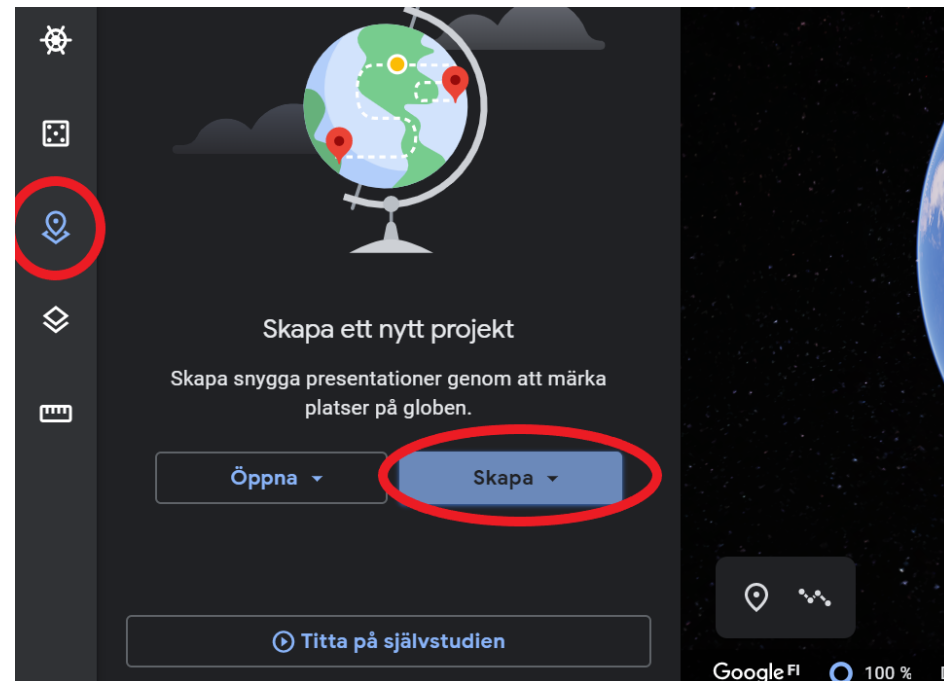 Skapa ett nytt projekt
Skapa snygga presentationer genom att märka
platser på globen.
Öppna
Skapa
Titta på självstudien
Google FI 100 %